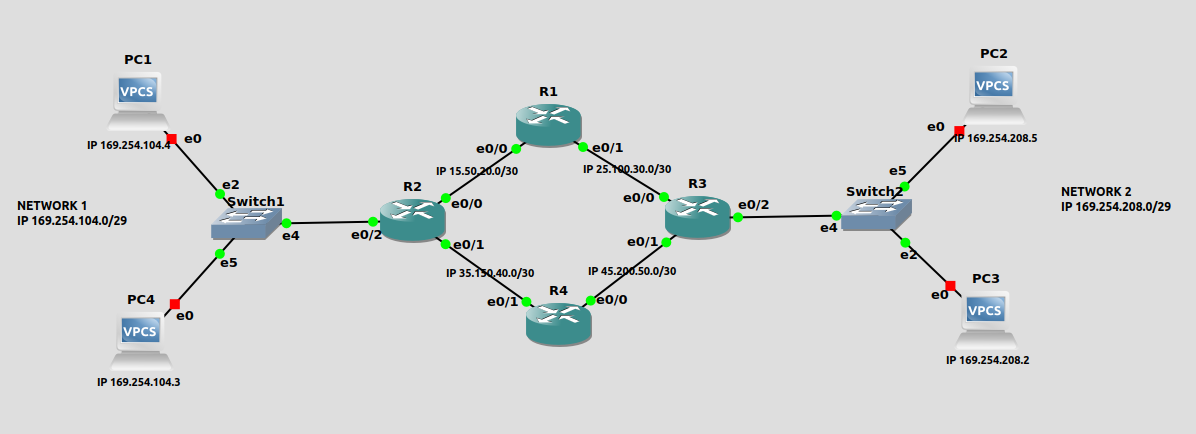 PC1
VPCS
e0
IP 169.254.104.4
NETWORK 1
IP 169.254.104.0/29
e2
Switch1
e4
e5
PC4
VPCS
e0
IP 169.254.104.3
R2
e0/0
e0/2
e0/1
IP 15.50.20.0/30
R1
e0/0
e0/1
IP 25.100.30.0/30
IP 35.150.40.0/30
R4
e0/1
e0/0
IP 45.200.50.0/30
R3
e0/0
e0/2
e0/1
Switch2
e5
e4
e2
PC2
VPCS
e0
IP 169.254.208.5
NETWORK 2
IP 169.254.208.0/29
PC3
VPCS
e0
IP 169.254.208.2